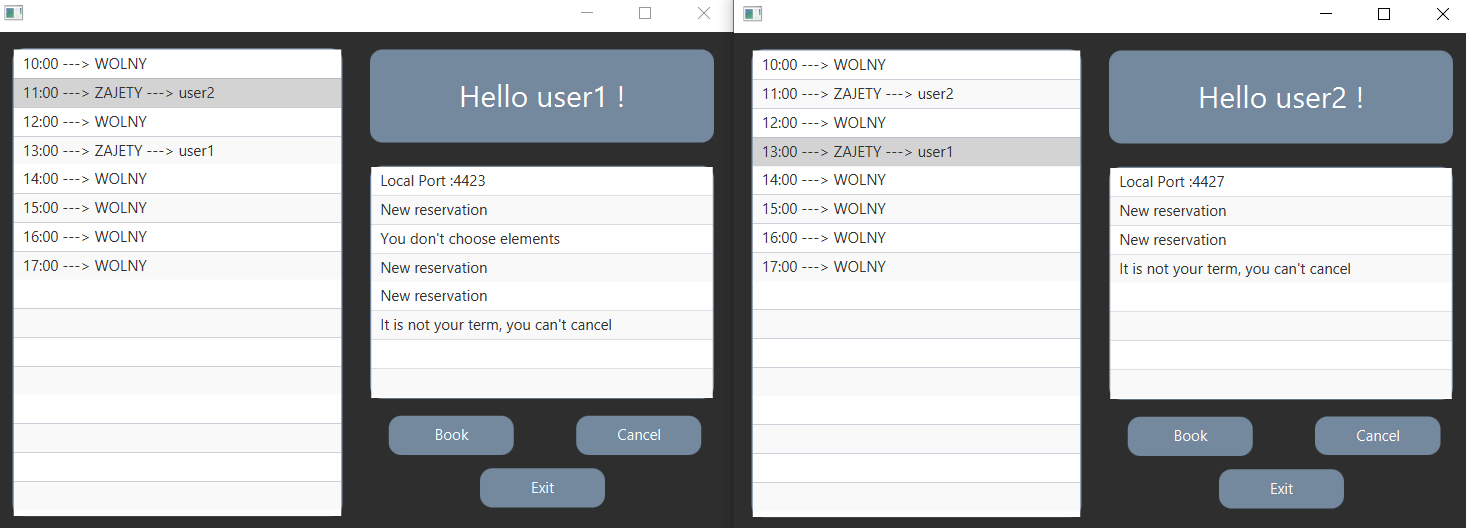 10:00 ---> WOLNY
11:00 ---> ZAJETY ---> user2
12:00 ---> WOLNY
13:00 ---> ZAJETY ---> user1
14:00 ---> WOLNY
15:00 ---> WOLNY
16:00 ---> WOLNY
17:00 ---> WOLNY
Hello user1 !
Local Port :4423
New reservation
You don't choose elements
New reservation
New reservation
It is not your term, you can't cancel
Book
Cancel
Exit
10:00 ---> WOLNY
11:00 ---> ZAJETY ---> user2
12:00 ---> WOLNY
13:00 ---> ZAJETY ---> user1
14:00 ---> WOLNY
15:00 ---> WOLNY
16:00 ---> WOLNY
17:00 ---> WOLNY
Hello user2 !
Local Port :4427
New reservation
New reservation
It is not your term, you can't cancel
Book
Cancel
Exit